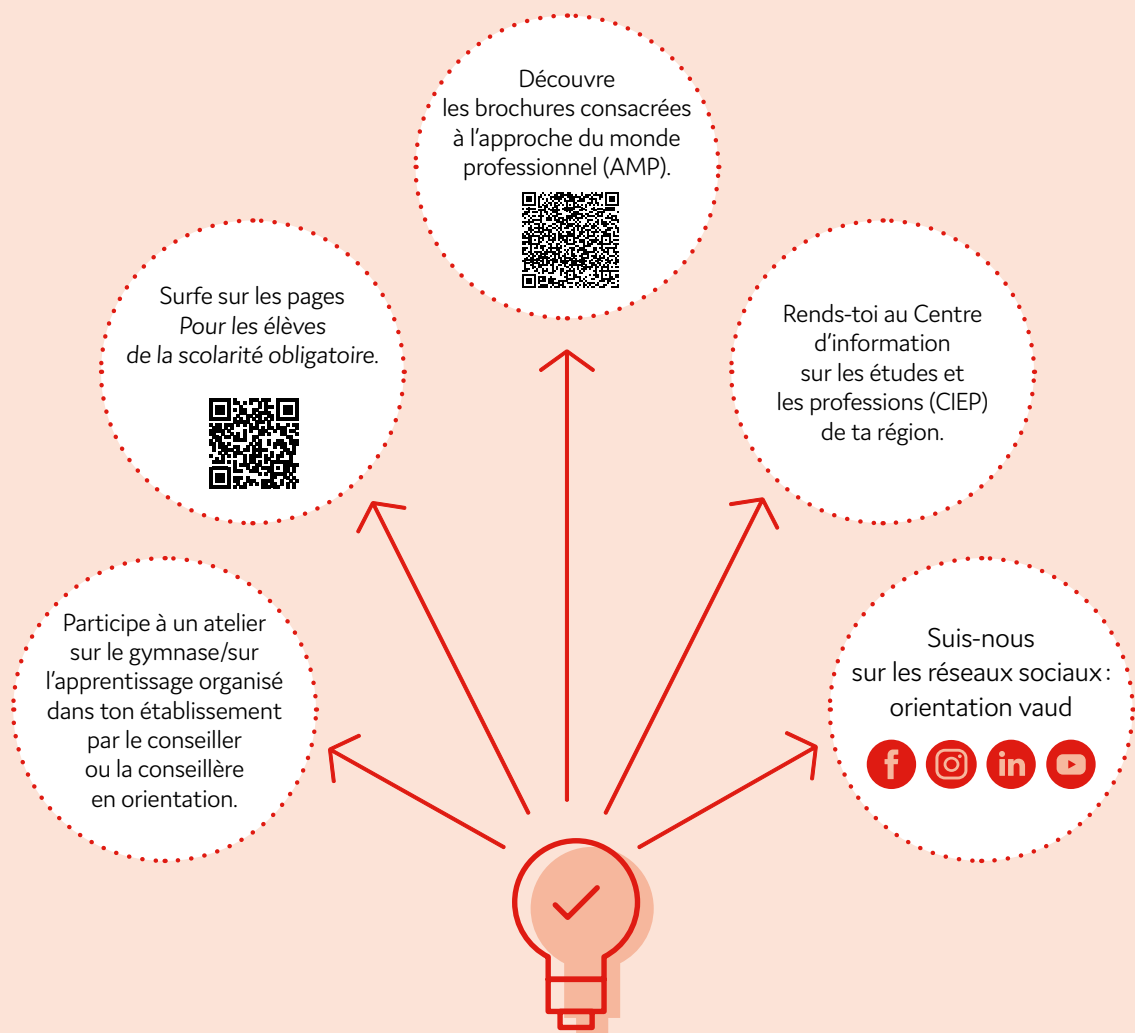 Découvre
les brochures consacrées
à l'approche du monde
professionnel (AMP).
Surfe sur les pages
Pour les élèves
de la scolarité obligatoire.
Rends-toi au Centre
d'information
sur les études et
les professions (CIEP)
de ta région.
Participe à un atelier
sur le gymnase/sur
l'apprentissage organisé
dans ton établissement
par le conseiller
ou la conseillère
en orientation.
Suis-nous
sur les réseaux sociaux :
orientation vaud